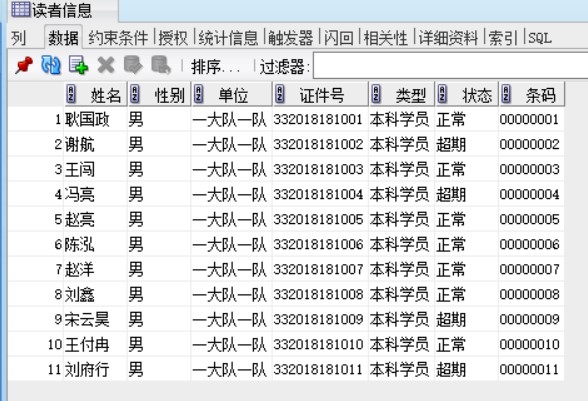 读者信息
列 数据 约束条件 授权 统计信息 触发器 闪回 相关性 详细资料 索引 SQL
排序... 过滤器:
姓名 性别 单位 证件号 类型 状态 条码
1 耿国政 男 一大队一队 332018181001 本科学员 正常 00000001
2 谢航 男 一大队一队 332018181002 本科学员 超期 00000002
3 王闯 男 一大队一队 332018181003 本科学员 正常 00000003
4 冯亮 男 一大队一队 332018181004 本科学员 超期 00000004
5 赵亮 男 一大队一队 332018181005 本科学员 正常 00000005
6 陈泓 男 一大队一队 332018181006 本科学员 正常 00000006
7 赵洋 男 一大队一队 332018181007 本科学员 正常 00000007
8 刘鑫 男 一大队一队 332018181008 本科学员 正常 00000008
9 宋云昊 男 一大队一队 332018181009 本科学员 超期 00000009
10 王付冉 男 一大队一队 332018181010 本科学员 正常 00000010
11 刘府行 男 一大队一队 332018181011 本科学员 超期 00000011